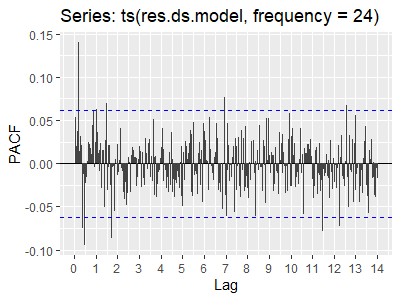 Series: ts(res.ds.model, frequency = 24)
0.15
0.10
0.05
0.00
-0.05
-0.10
PACF
0 1 2 3 4 5 6 7 8 9 10 11 12 13 14
Lag